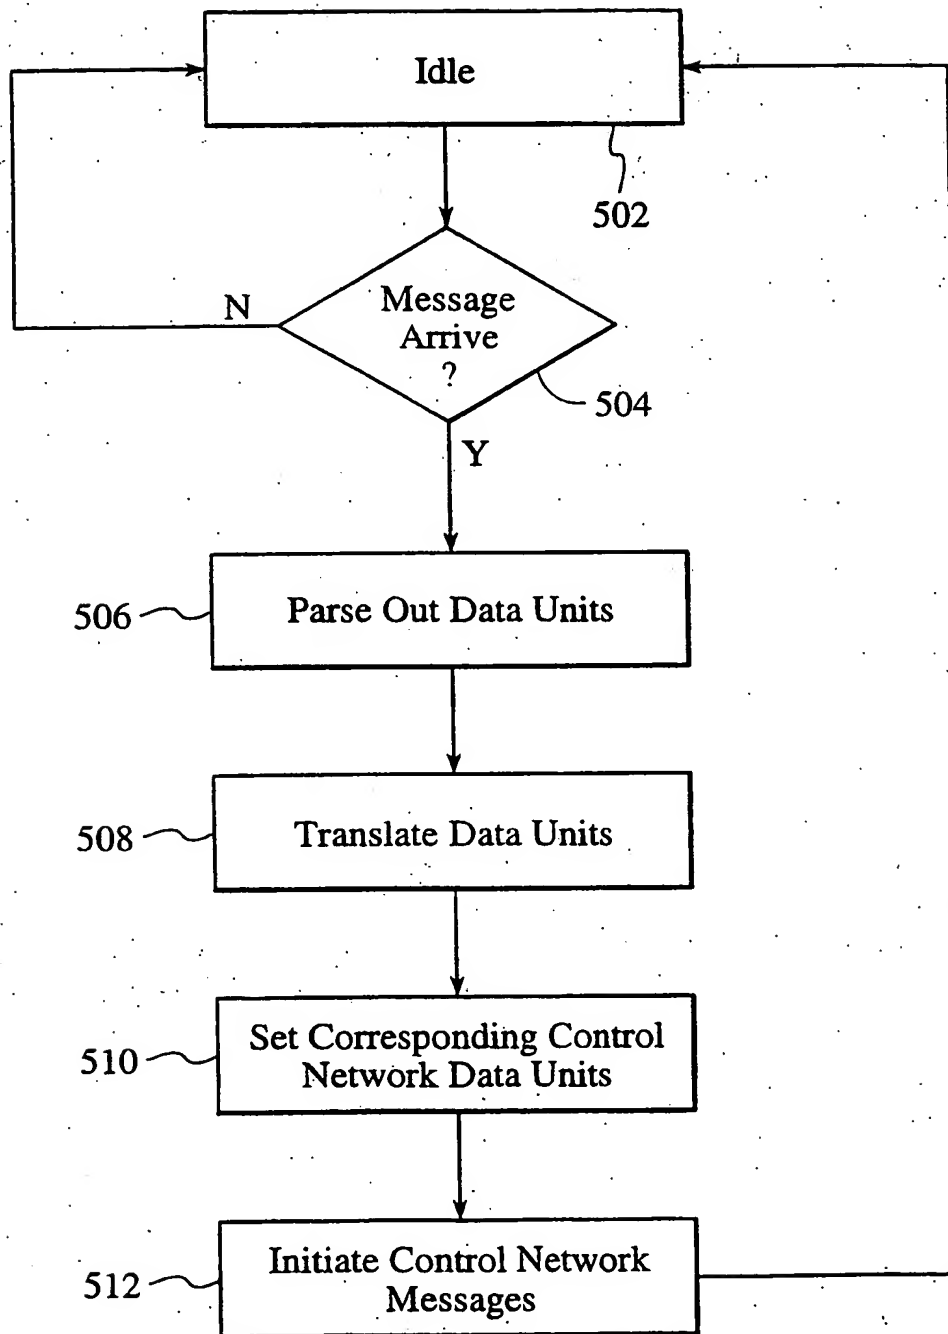 Idle
502
N
Message
Arrive
?
504
Y
506
Parse Out Data Units
508
Translate Data Units
510
Set Corresponding Control
Network Data Units
512
Initiate Control Network
Messages